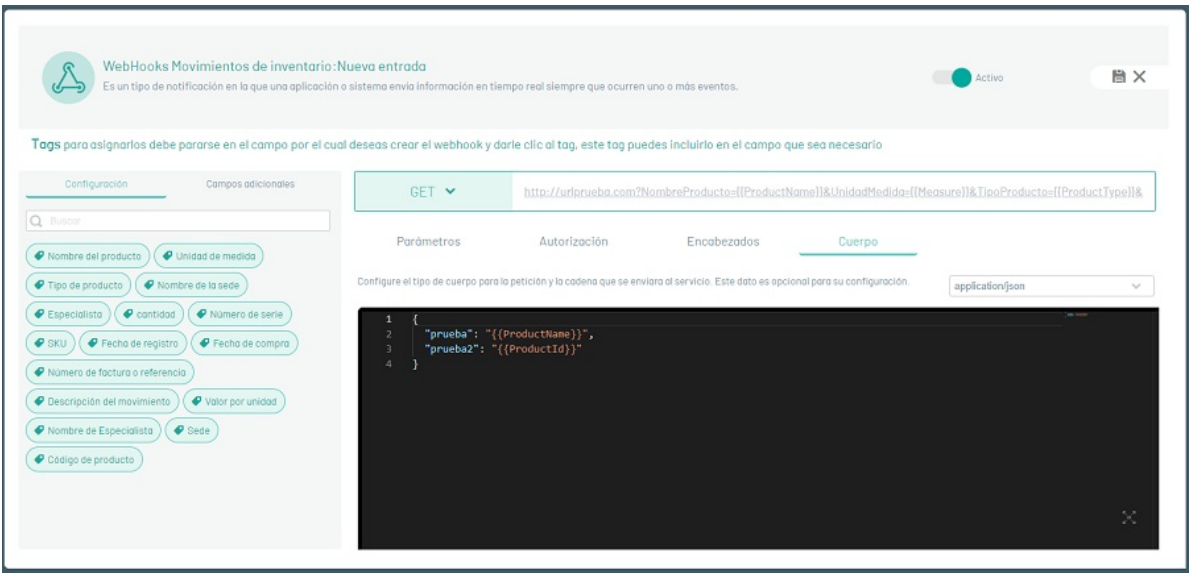 WebHooks Movimientos de inventario:Nueva entrada
Es un tipo de notificación en la que una aplicación o sistema envía información en tiempo real siempre que ocurren uno o más eventos.
Activo
Tags para asignarlos debe pararse en el campo por el cual deseas crear el webhook y darle clic al tag, este tag puedes incluirlo en el campo que sea necesario
Configuración Campos adicionales
Buscar
Nombre del producto Unidad de medida
Tipo de producto Nombre de la sede
Especialista cantidad Número de serie
SKU Fecha de registro Fecha de compra
Número de factura o referencia
Descripción del movimiento Valor por unidad
Nombre de Especialista Sede
Código de producto
GET http://urlprueba.com?NombreProducto={{ProductName}}&UnidadMedida={{Measure}}&TipoProducto={{ProductType}}&
Parámetros Autorización Encabezados Cuerpo
Configure el tipo de cuerpo para la petición y la cadena que se enviara al servicio. Este dato es opcional para su configuración.
application/json
1 {
2 "prueba": "{{ProductName}}",
3 "prueba2": "{{ProductId}}"
4 }